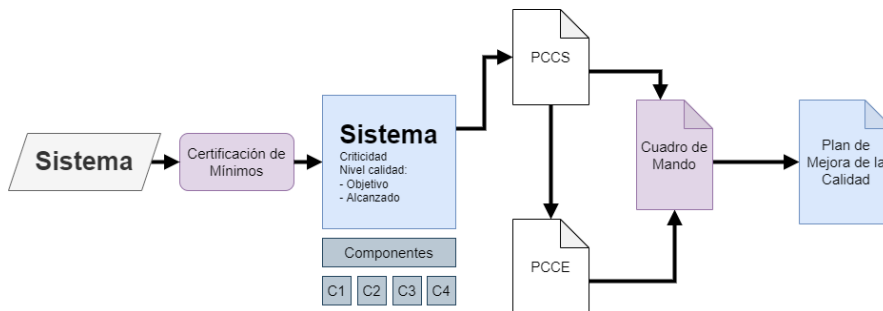 Sistema
Certificación de
Mínimos
Sistema
Criticidad
Nivel calidad:
- Objetivo
- Alcanzado
Componentes
C1
C2
C3
C4
PCCS
PCCE
Cuadro de
Mando
Plan de
Mejora de la
Calidad